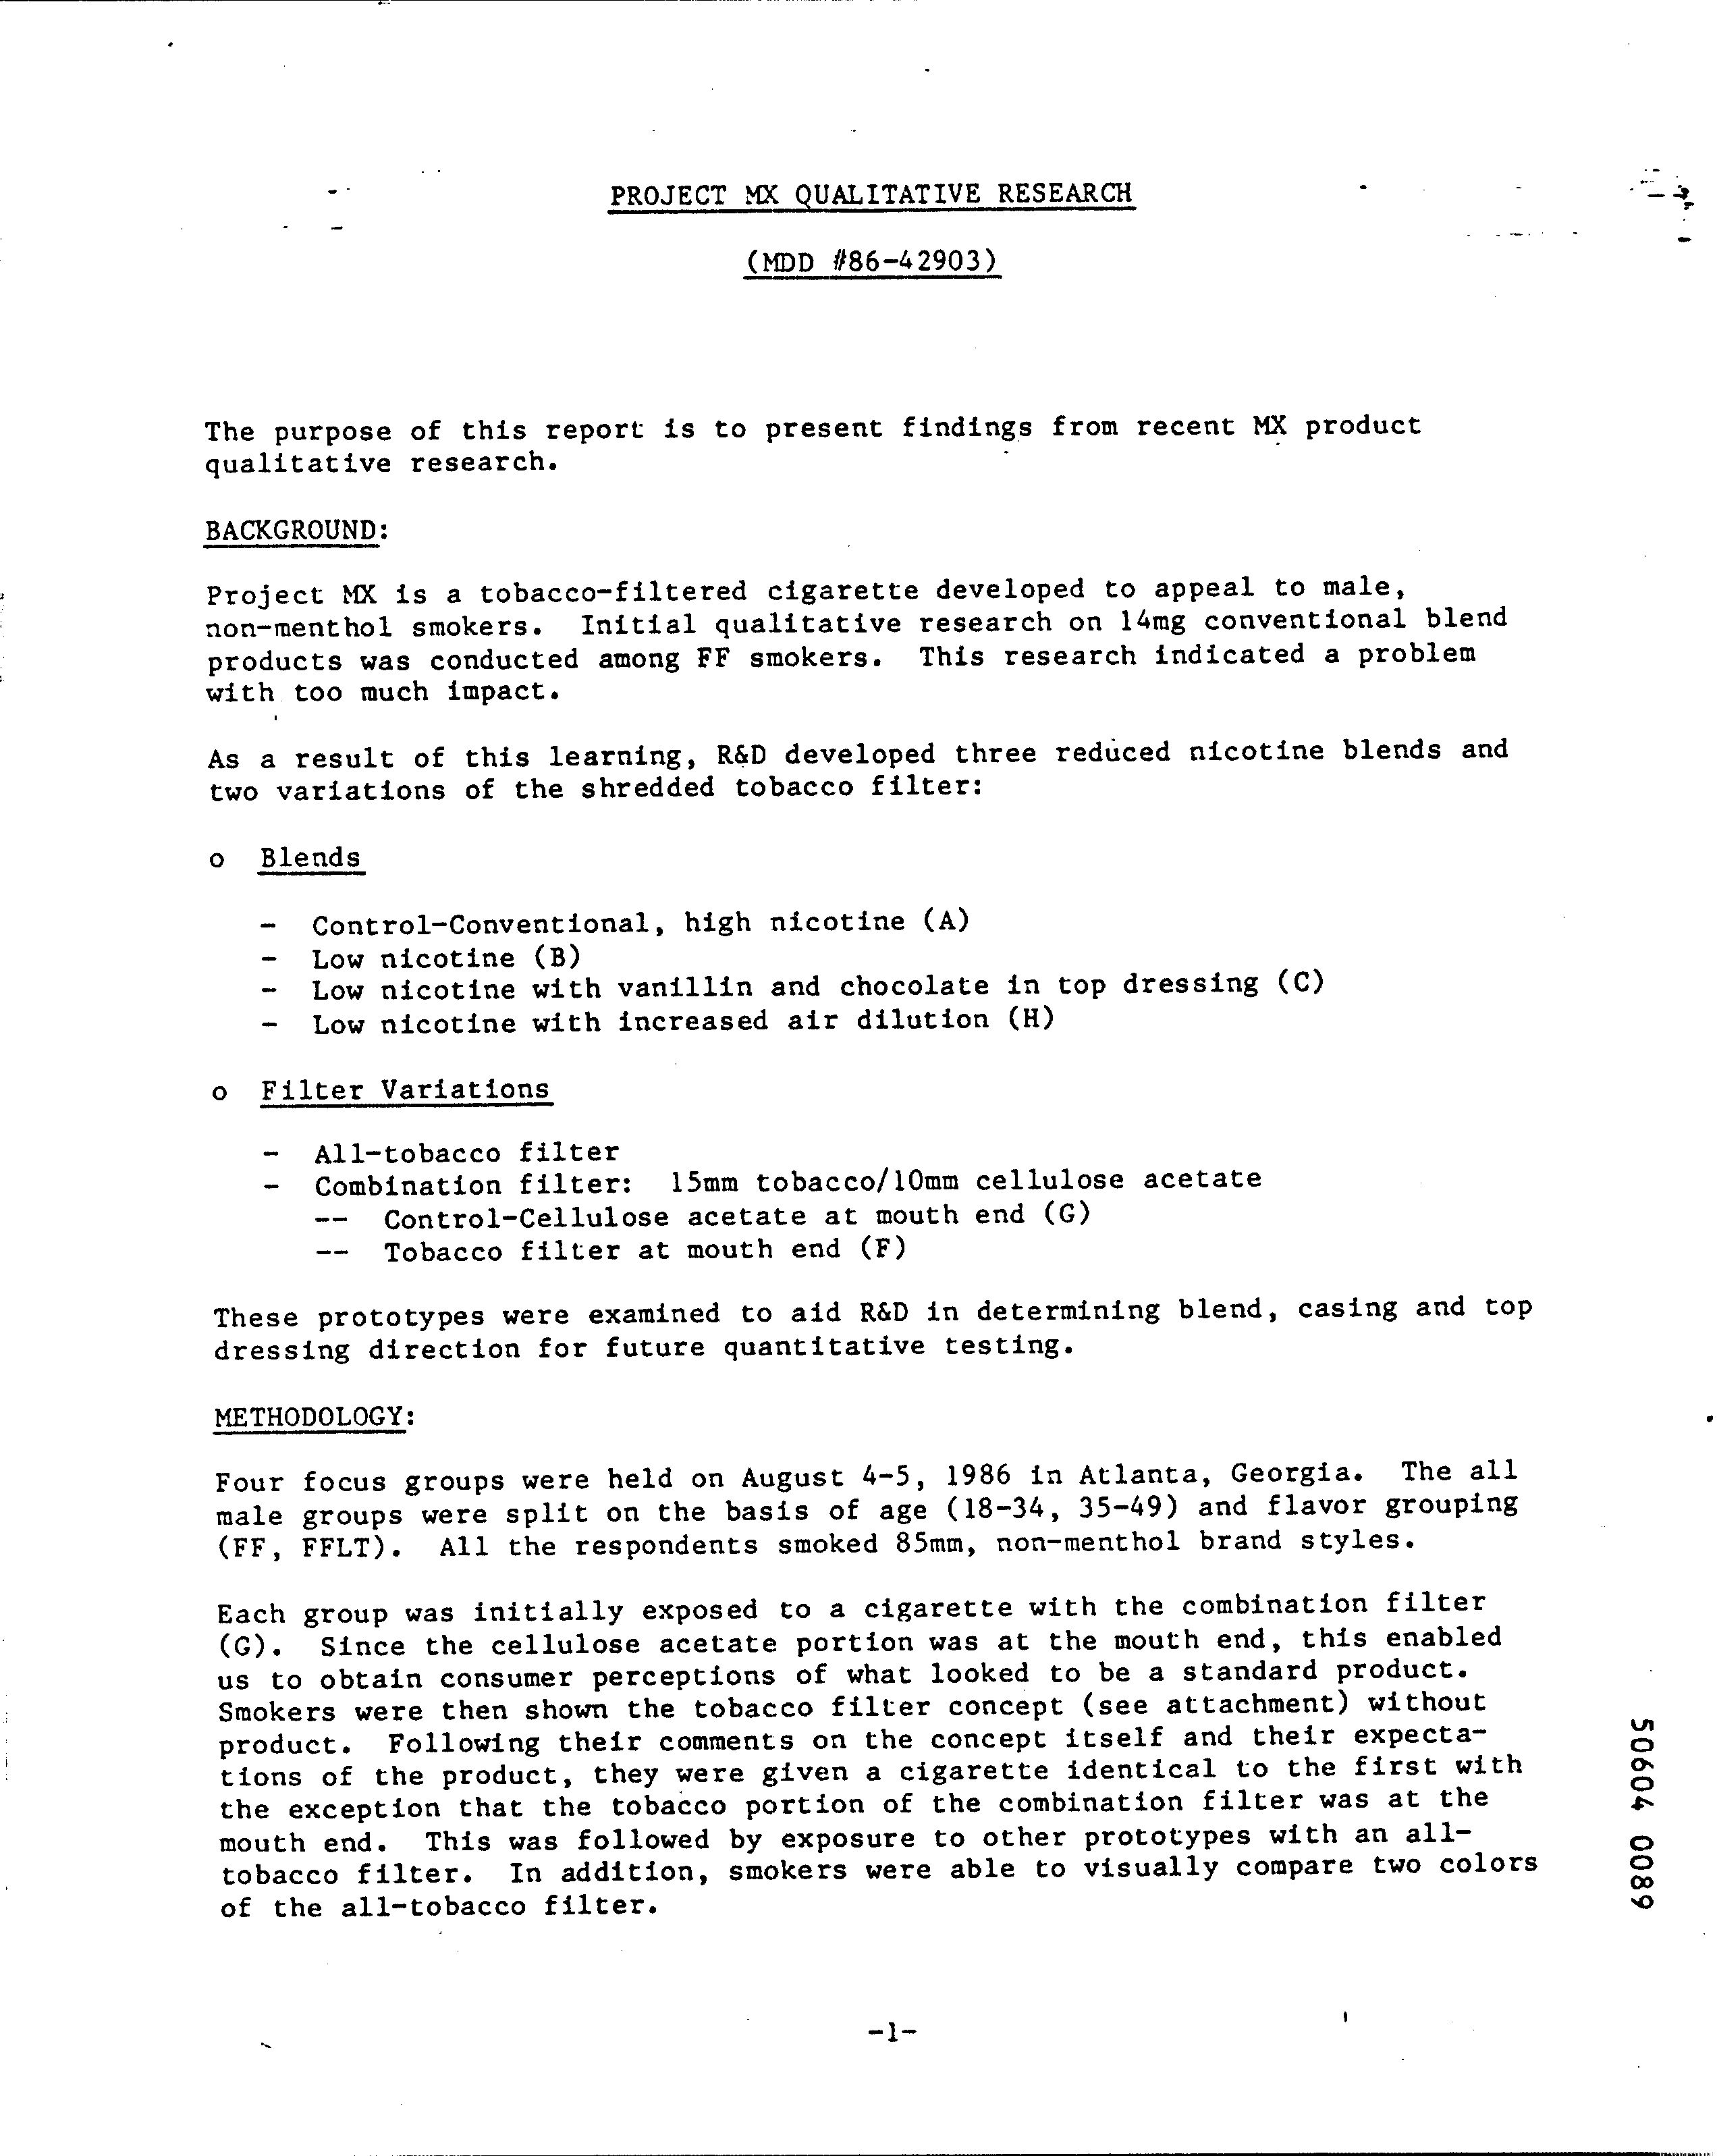 PROJECT MX QUALITATIVE RESEARCH
(MDD #86-42903)
The purpose of this report is to present findings from recent MX product
qualitative research.
BACKGROUND:
Project MX is a tobacco-filtered cigarette developed to appeal to male,
non-menthol smokers. Initial qualitative research on 14mg conventional blend
products was conducted among FF smokers. This research indicated a problem
with too much impact.
As a result of this learning, R&D developed three reduced nicotine blends and
two variations of the shredded tobacco filter:
o Blends
- Control-Conventional, high nicotine (A)
- Low nicotine (B)
- Low nicotine with vanillin and chocolate in top dressing (C)
- Low nicotine with increased air dilution (H)
o Filter Variations
- All-tobacco filter
- Combination filter: 15mm tobacco/10mm cellulose acetate
-- Control-Cellulose acetate at mouth end (G)
-- Tobacco filter at mouth end (F)
These prototypes were examined to aid R&D in determining blend, casing and top
dressing direction for future quantitative testing.
METHODOLOGY:
Four focus groups were held on August 4-5, 1986 in Atlanta, Georgia. The all
male groups were split on the basis of age (18-34, 35-49) and flavor grouping
(FF, FFLT). All the respondents smoked 85mm, non-menthol brand styles.
Each group was initially exposed to a cigarette with the combination filter
(G). Since the cellulose acetate portion was at the mouth end, this enabled
us to obtain consumer perceptions of what looked to be a standard product.
Smokers were then shown the tobacco filter concept (see attachment) without
product. Following their comments on the concept itself and their expecta-
tions of the product, they were given a cigarette identical to the first with
the exception that the tobacco portion of the combination filter was at the
mouth end. This was followed by exposure to other prototypes with an all-
tobacco filter. In addition, smokers were able to visually compare two colors
of the all-tobacco filter.
-1-
50604 0089